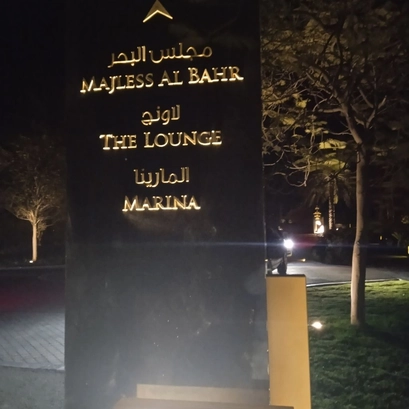 مجلس البحر
MAJLESS AL BAHR
لاونج
THE LOUNGE
المارينا
MARINA